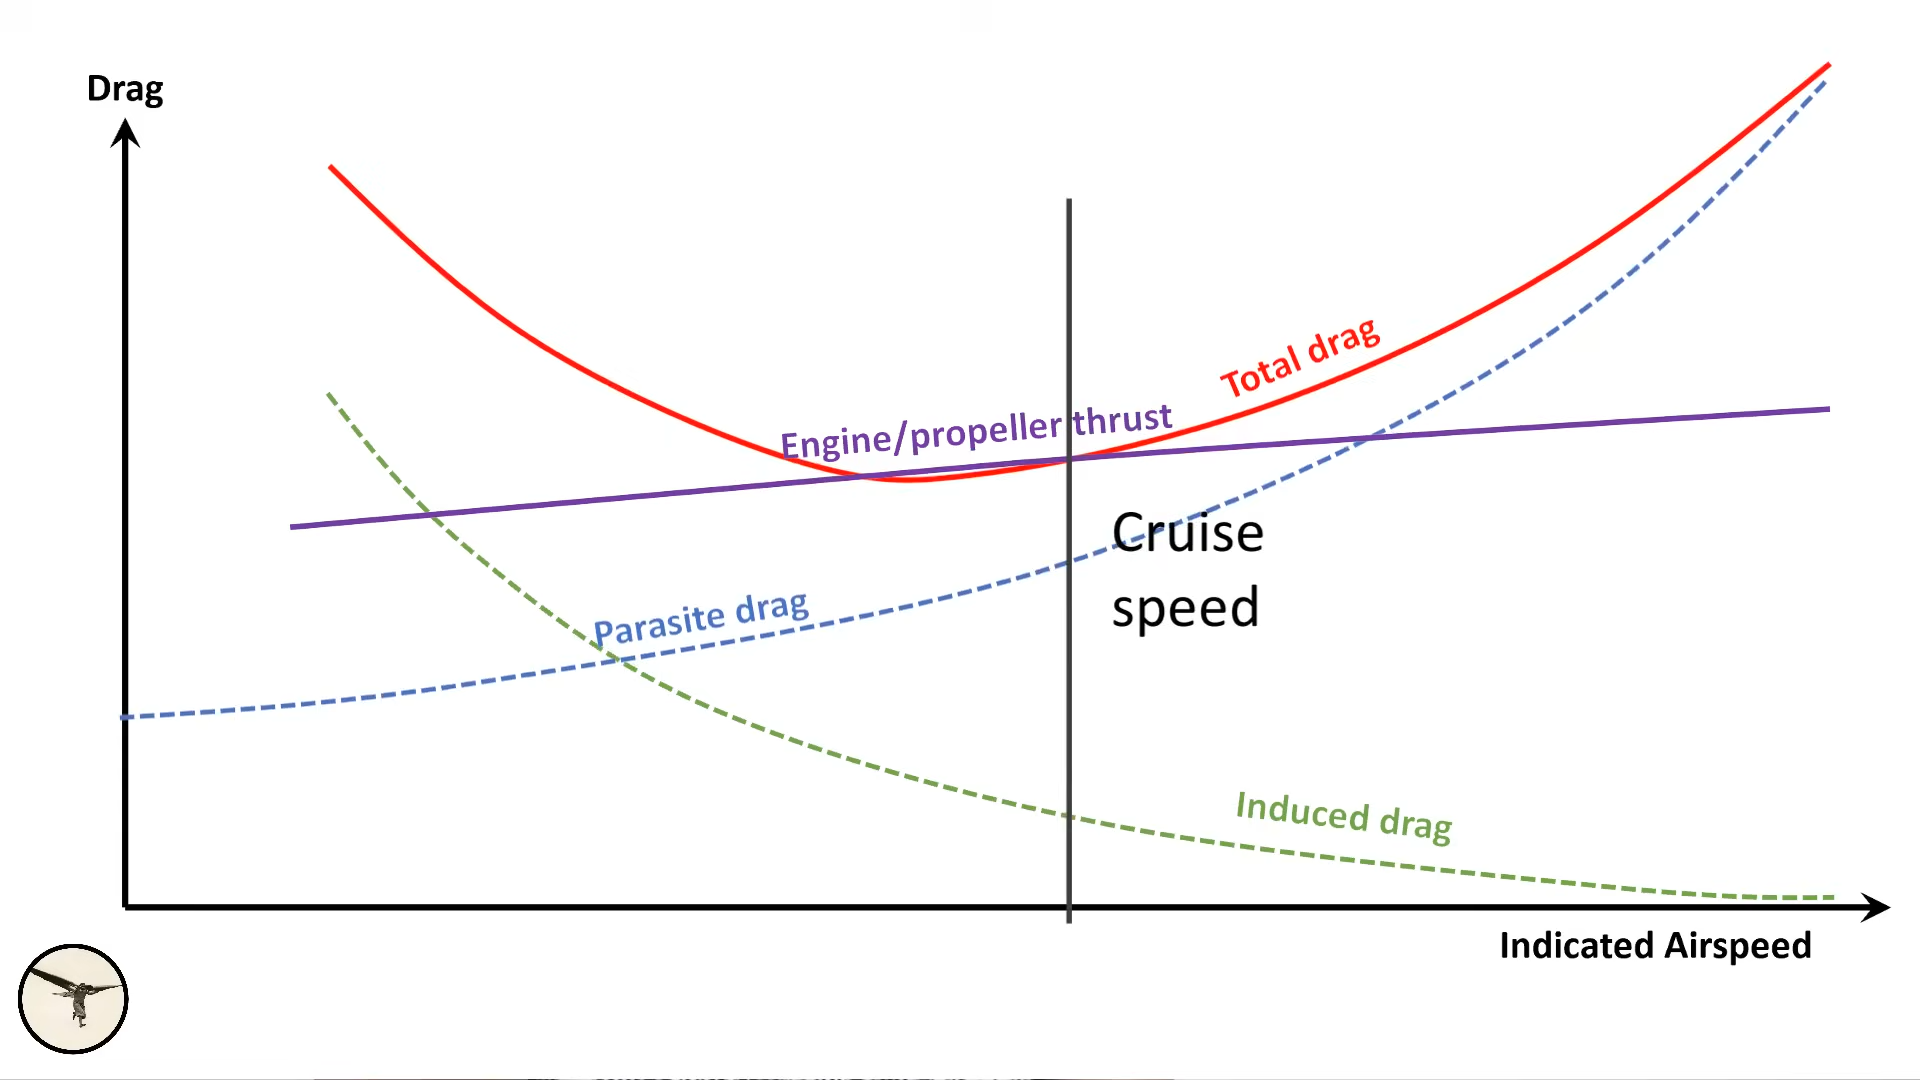 Drag
Total drag
Engine/propeller thrust
Cruise
speed
Parasite drag
Induced drag
Indicated Airspeed